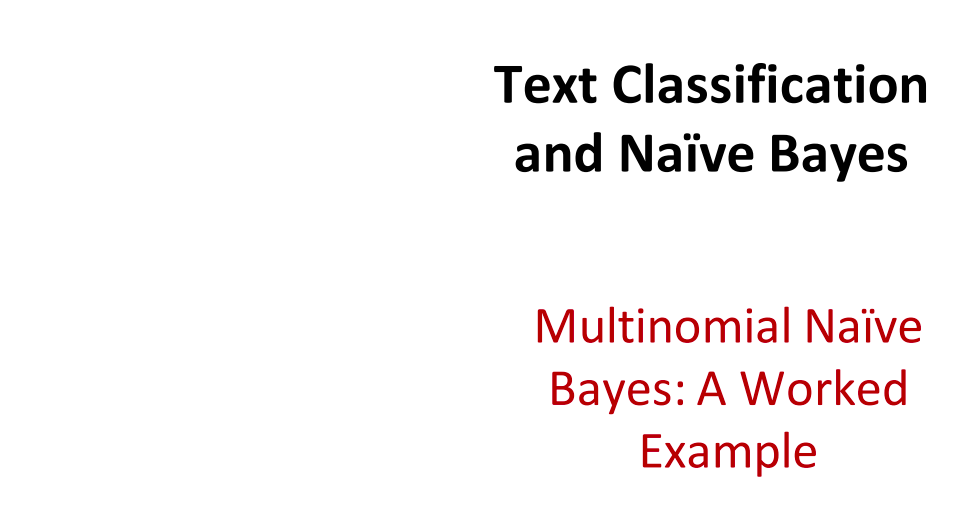 Text Classification
and Naïve Bayes
Multinomial Naïve
Bayes: A Worked
Example